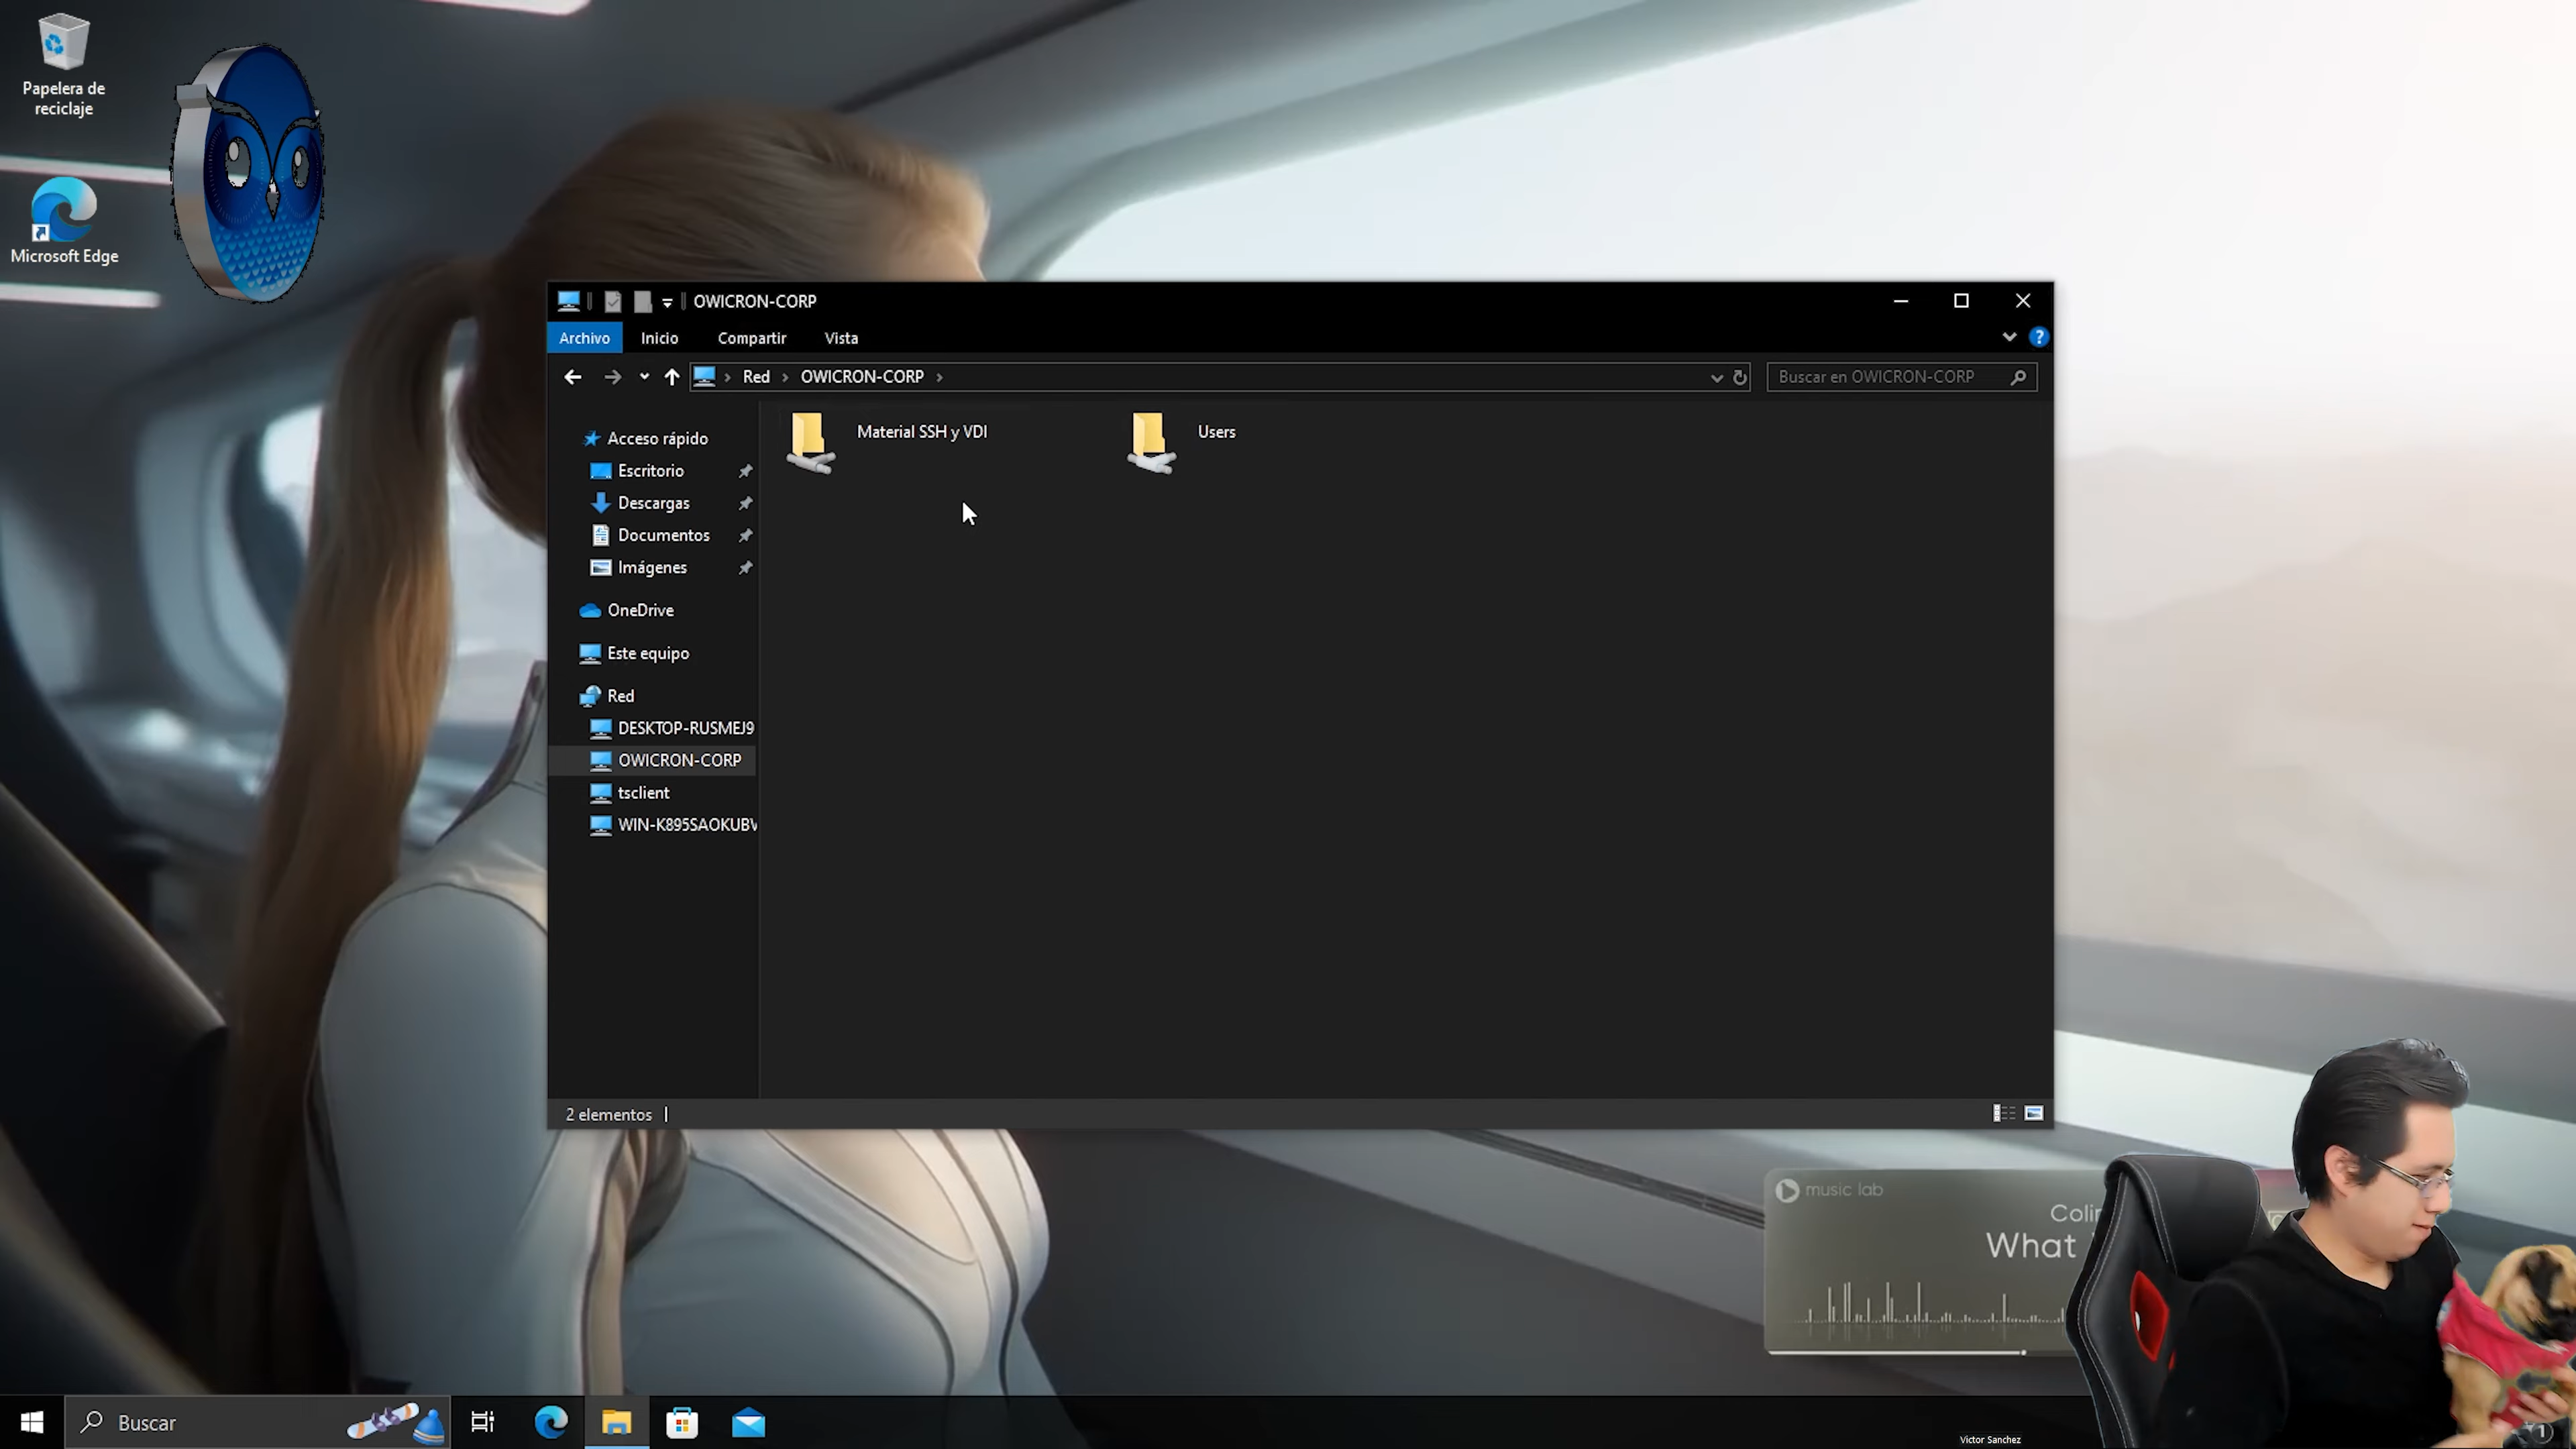 Papelera de
reciclaje
Microsoft Edge
OWICRON-CORP
Archivo
Inicio
Compartir
Vista
?
Red
OWICRON-CORP
Buscar en OWICRON-CORP
Acceso rápido
Escritorio
Descargas
Documentos
Imágenes
OneDrive
Este equipo
Red
DESKTOP-RUSMEJ9
OWICRON-CORP
tsclient
WIN-K895SAOKUBV
Material SSH y VDI
Users
2 elementos
music lab
What
Buscar
Victor Sanchez
1